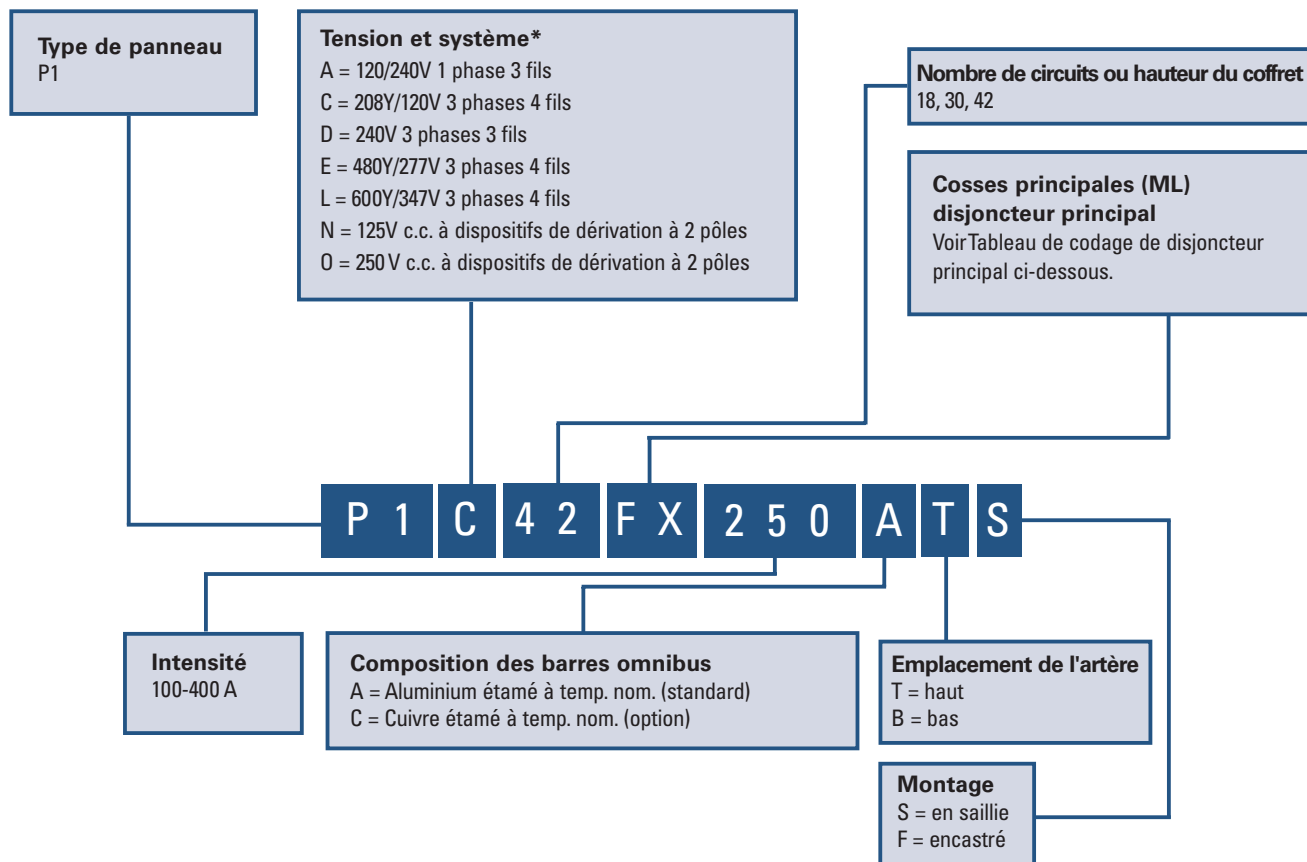 Type de panneau
P1
Tension et système*
A = 120/240V 1 phase 3 fils
C = 208Y/120V 3 phases 4 fils
D = 240V 3 phases 3 fils
E = 480Y/277V 3 phases 4 fils
L = 600Y/347V 3 phases 4 fils
N = 125V c.c. à dispositifs de dérivation à 2 pôles
O = 250 V c.c. à dispositifs de dérivation à 2 pôles
Nombre de circuits ou hauteur du coffret
18, 30, 42
Cosses principales (ML)
disjoncteur principal
Voir Tableau de codage de disjoncteur
principal ci-dessous.
P 1 C 4 2 F X 2 5 0 A T S
Intensité
100-400 A
Composition des barres omnibus
A = Aluminium étamé à temp. nom. (standard)
C = Cuivre étamé à temp. nom. (option)
Emplacement de l'artère
T = haut
B = bas
Montage
S = en saillie
F = encastré